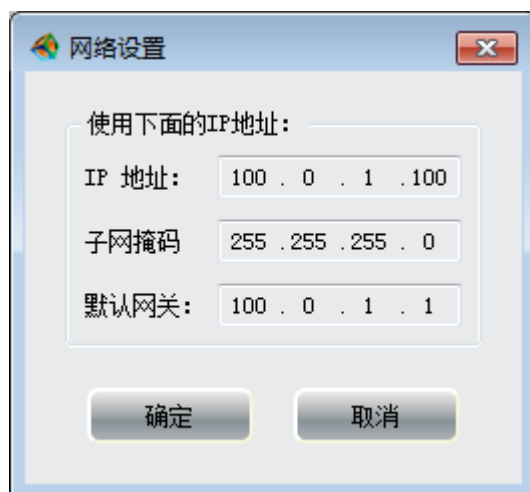 网络设置
使用下面的IP地址:
IP 地址: 100 . 0 . 1 .100
子网掩码 255 .255 .255 . 0
默认网关: 100 . 0 . 1 . 1
确定 取消